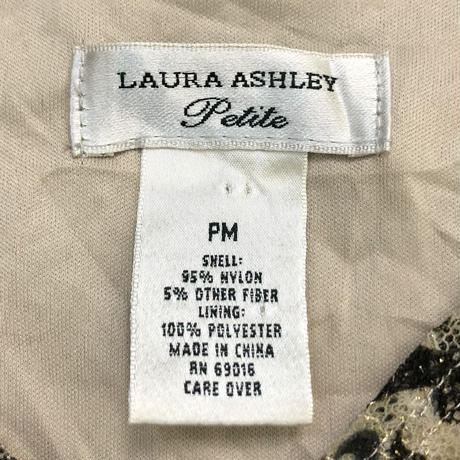 LAURA ASHLEY
Petite
PM
SHELL:
95% NYLON
5% OTHER FIBER
LINING:
100% POLYESTER
MADE IN CHINA
RN 69016
CARE OVER